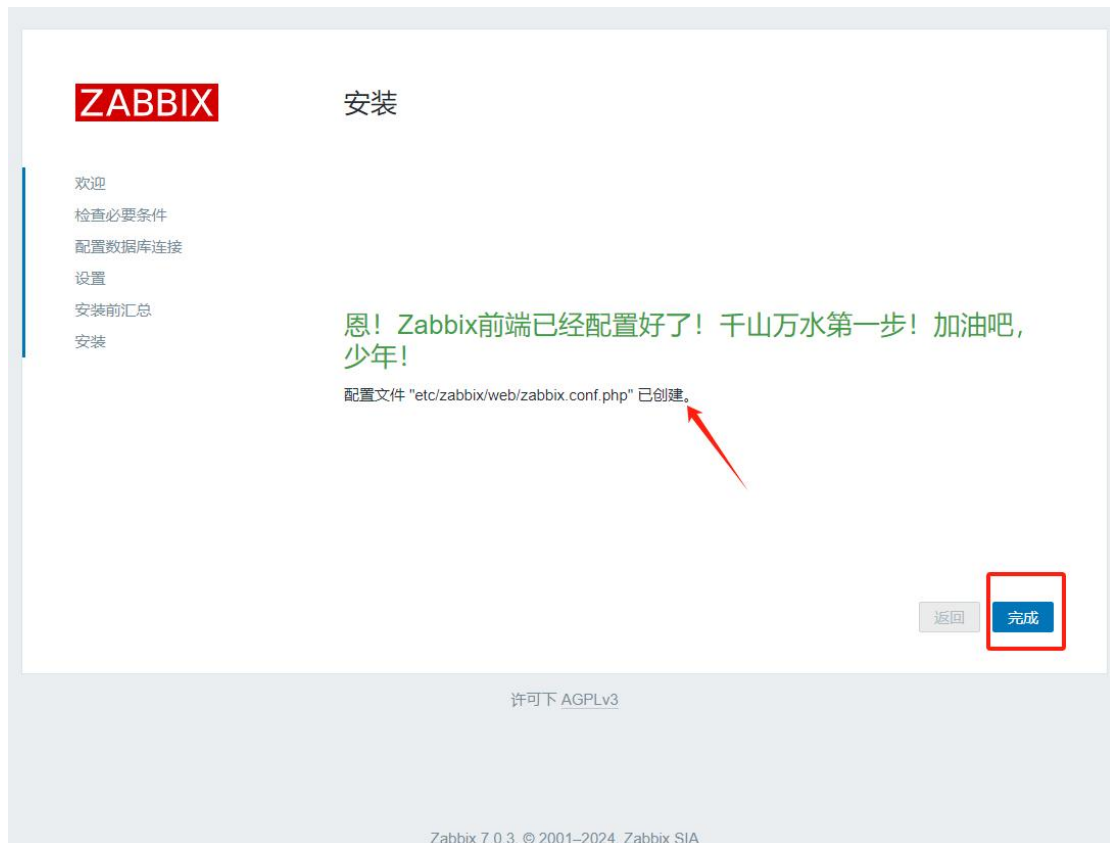 ZABBIX
安装
欢迎
检查必要条件
配置数据库连接
设置
安装前汇总
安装
恩！Zabbix前端已经配置好了！千山万水第一步！加油吧，
少年！
配置文件 "etc/zabbix/web/zabbix.conf.php" 已创建。
返回 完成
许可下 AGPLv3
Zabbix 7.0.3. © 2001–2024, Zabbix SIA